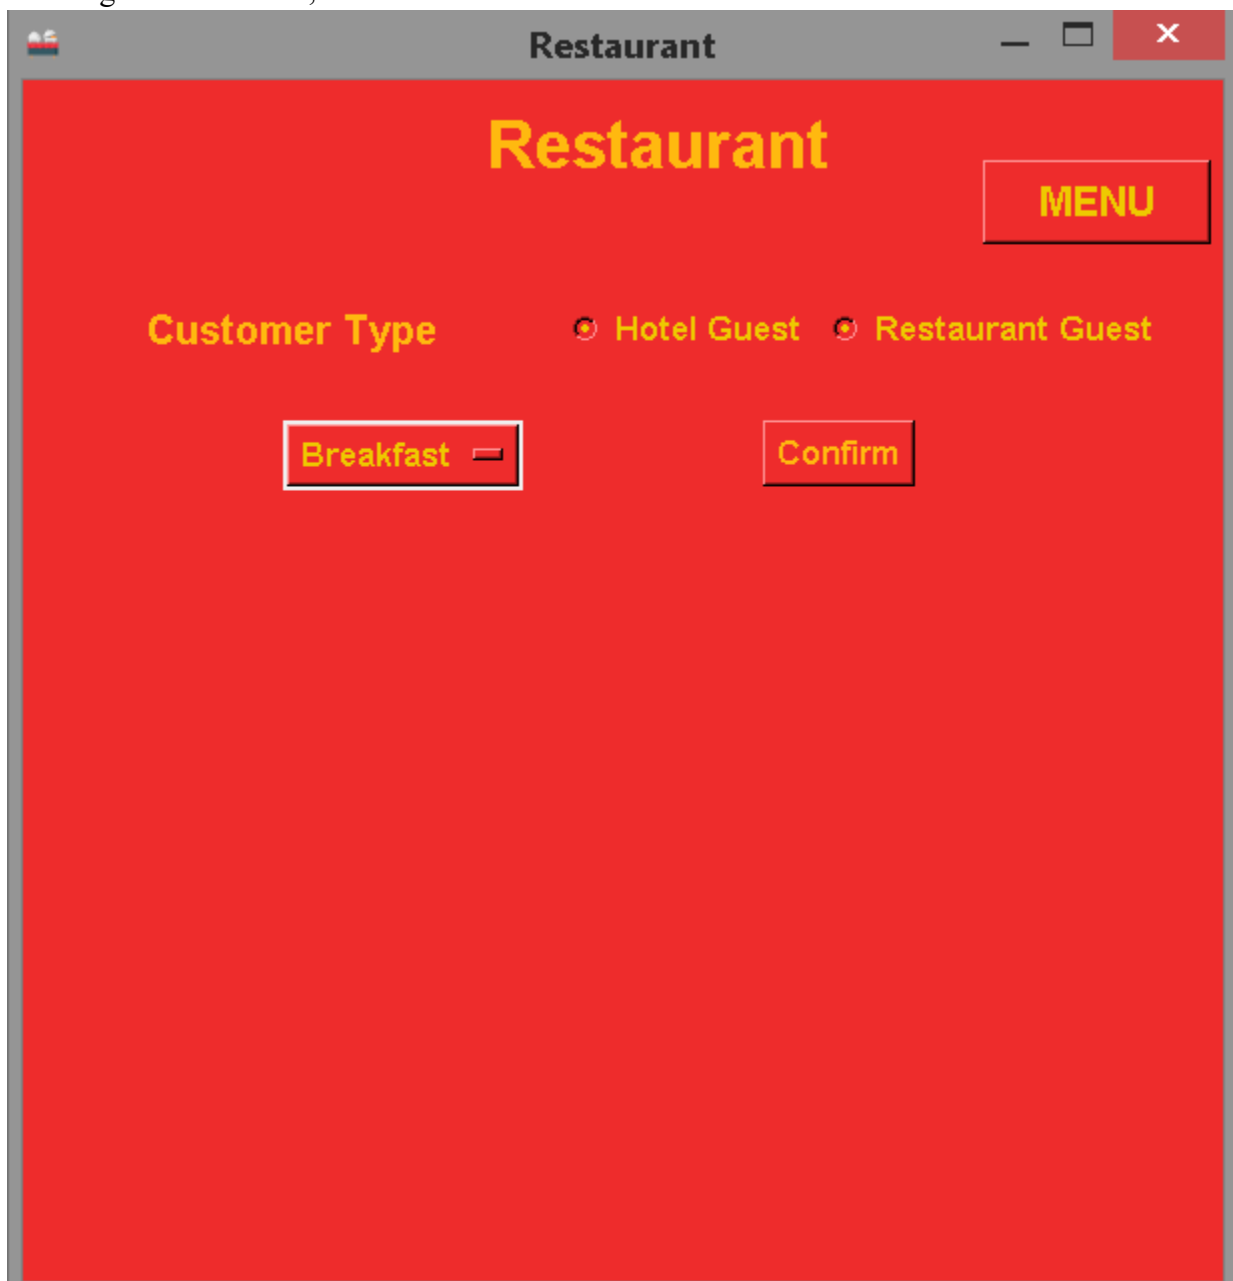 Restaurant
Restaurant
MENU
Customer Type Hotel Guest Restaurant Guest
Breakfast Confirm